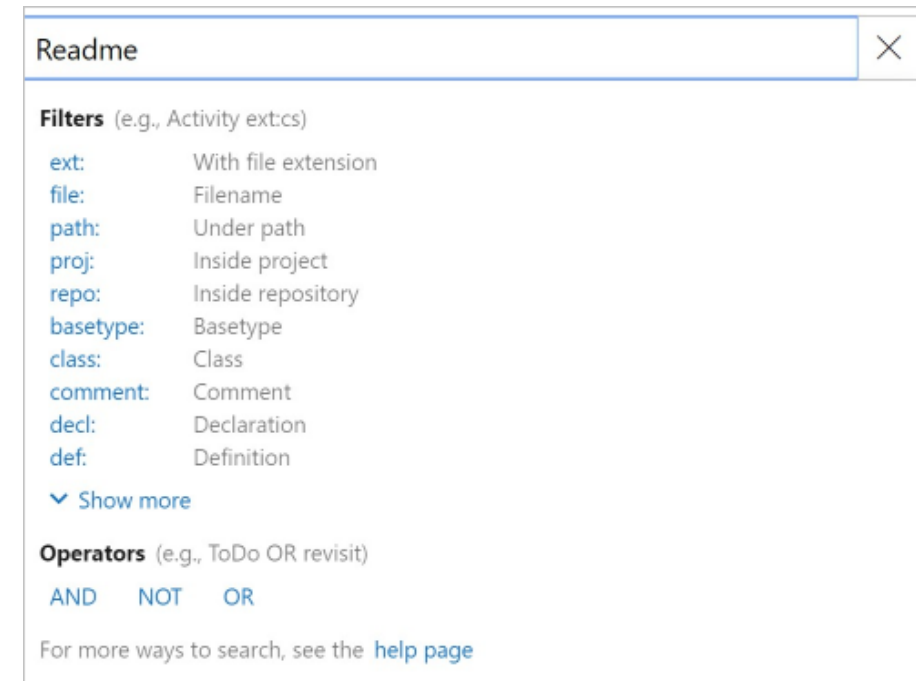 Readme
Filters (e.g., Activity ext:cs)
ext: With file extension
file: Filename
path: Under path
proj: Inside project
repo: Inside repository
basetype: Basetype
class: Class
comment: Comment
decl: Declaration
def: Definition
Show more
Operators (e.g., ToDo OR revisit)
AND NOT OR
For more ways to search, see the help page